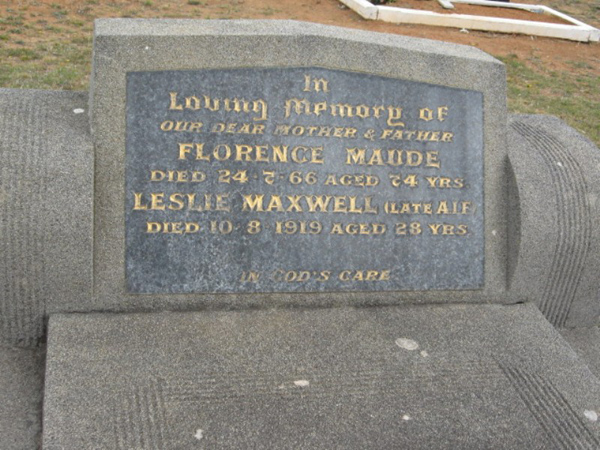 In
Loving Memory of
OUR DEAR MOTHER & FATHER
FLORENCE MAUDE
DIED 24·7·66 AGED 74 YRS
LESLIE MAXWELL (LATE A.I.F.)
DIED 10·8·1919 AGED 28 YRS
IN GOD'S CARE